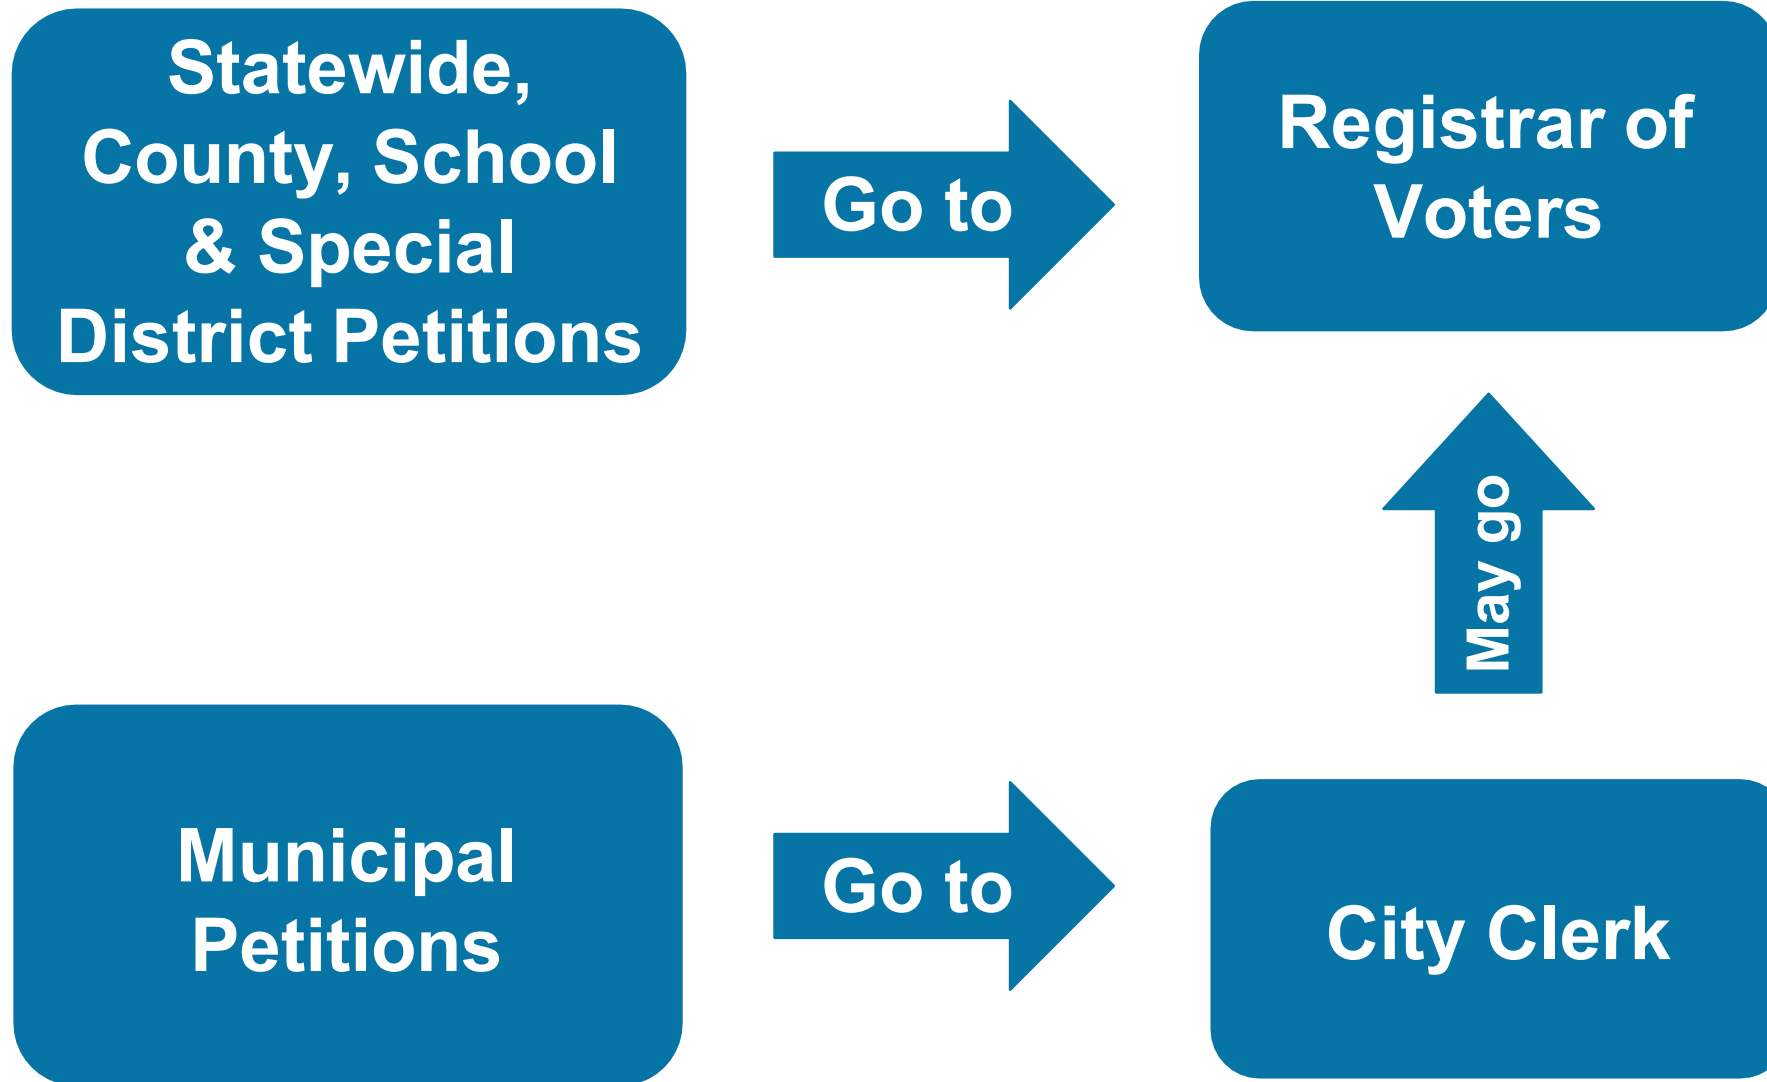 Statewide,
County, School
& Special
District Petitions
Go to
Registrar of
Voters
May go
Municipal
Petitions
Go to
City Clerk